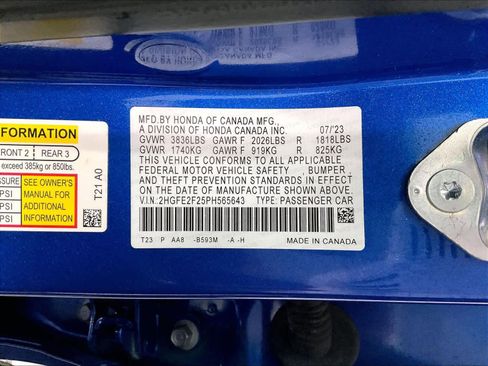 MFD.BY HONDA OF CANADA MFG.,
A DIVISION OF HONDA CANADA INC. 07/'23
GVWR 3836LBS GAWR F 2026LBS R 1818LBS
GVWR 1740KG GAWR F 919KG R 825KG
THIS VEHICLE CONFORMS TO ALL APPLICABLE
FEDERAL MOTOR VEHICLE SAFETY , BUMPER ,
AND THEFT PREVENTION STANDARDS IN EFFECT ON
THE DATE OF MANUFACTURE SHOWN ABOVE.
V.I.N.:2HGFE2F25PH565643 TYPE: PASSENGER CAR
T23 P AA8 -B593M -A -H MADE IN CANADA
FORMATION
FRONT 2 REAR 3
exceed 385kg or 850lbs.
SSURE
PSI
PSI
PSI
SEE OWNER'S
MANUAL FOR
ADDITIONAL
INFORMATION
T21 A0